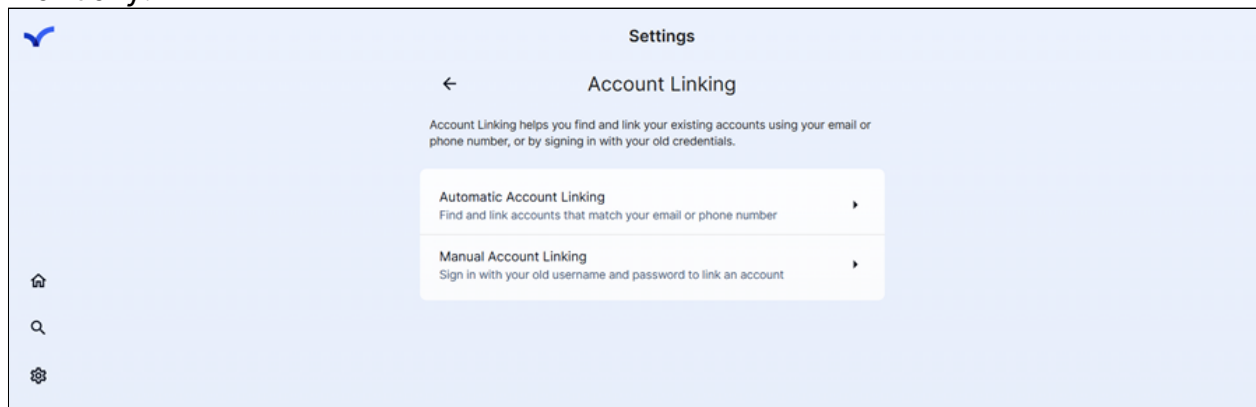 Settings
Account Linking
Account Linking helps you find and link your existing accounts using your email or
phone number, or by signing in with your old credentials.
Automatic Account Linking
Find and link accounts that match your email or phone number
Manual Account Linking
Sign in with your old username and password to link an account